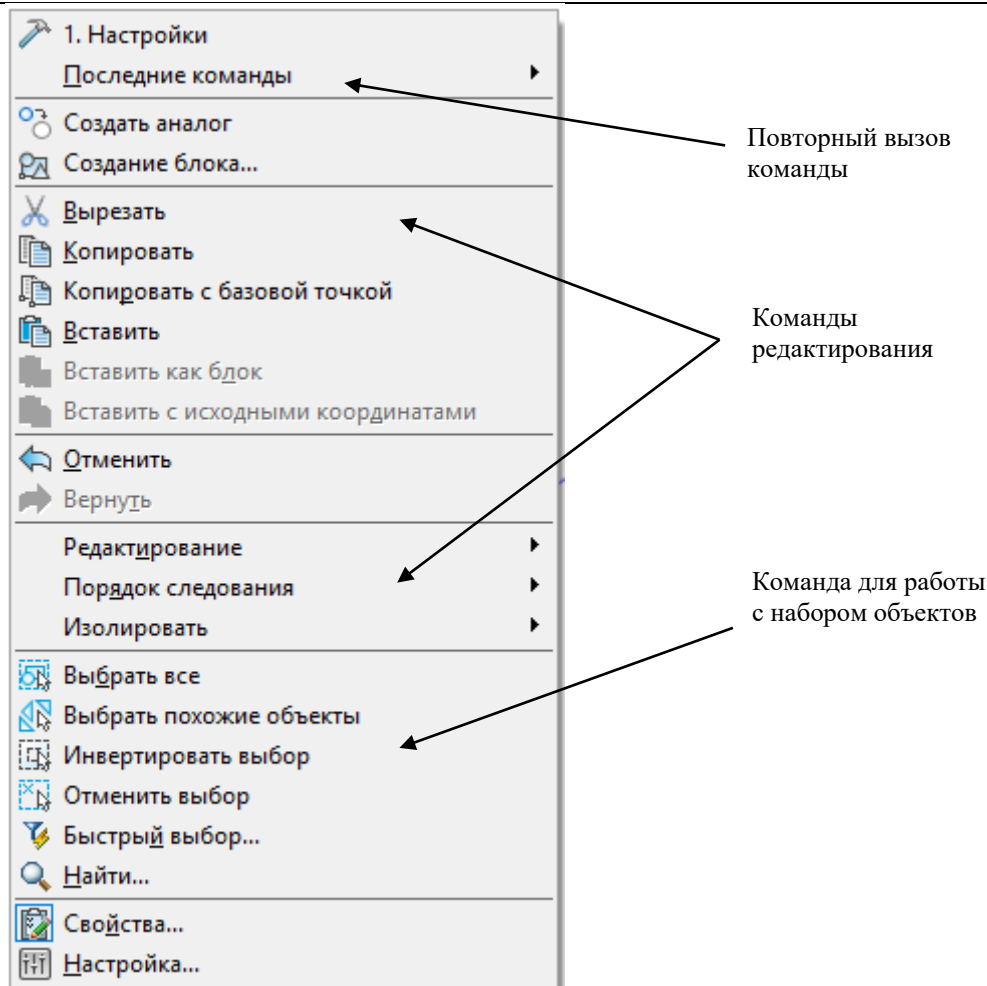 1. Настройки
Последние команды
Создать аналог
Создание блока...
Вырезать
Копировать
Копировать с базовой точкой
Вставить
Вставить как блок
Вставить с исходными координатами
Отменить
Вернуть
Редактирование
Порядок следования
Изолировать
Выбрать все
Выбрать похожие объекты
Инвертировать выбор
Отменить выбор
Быстрый выбор...
Найти...
Свойства...
Настройка...
Повторный вызов
команды
Команды
редактирования
Команда для работы
с набором объектов